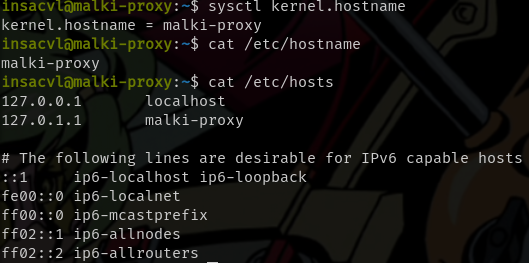 insacvl@malki-proxy:~$ sysctl kernel.hostname
kernel.hostname = malki-proxy
insacvl@malki-proxy:~$ cat /etc/hostname
malki-proxy
insacvl@malki-proxy:~$ cat /etc/hosts
127.0.0.1       localhost
127.0.1.1       malki-proxy

# The following lines are desirable for IPv6 capable hosts
::1     ip6-localhost ip6-loopback
fe00::0 ip6-localnet
ff00::0 ip6-mcastprefix
ff02::1 ip6-allnodes
ff02::2 ip6-allrouters